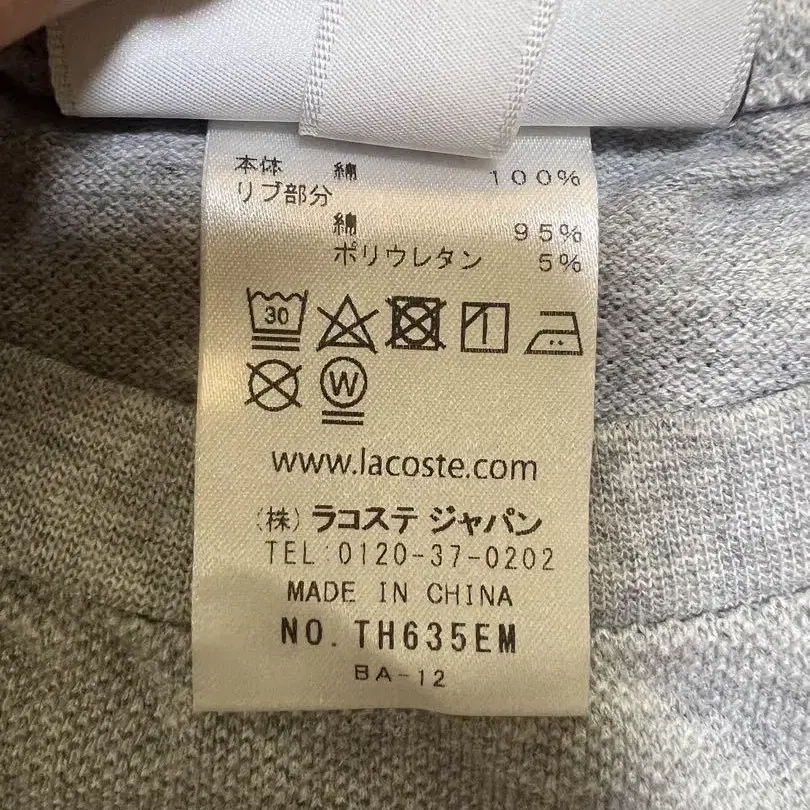 本体 綿 100%
リブ部分
綿 95%
ポリウレタン 5%
30
W
www.lacoste.com
(株) ラコステ ジャパン
TEL:0120-37-0202
MADE IN CHINA
NO. TH635EM
BA-12